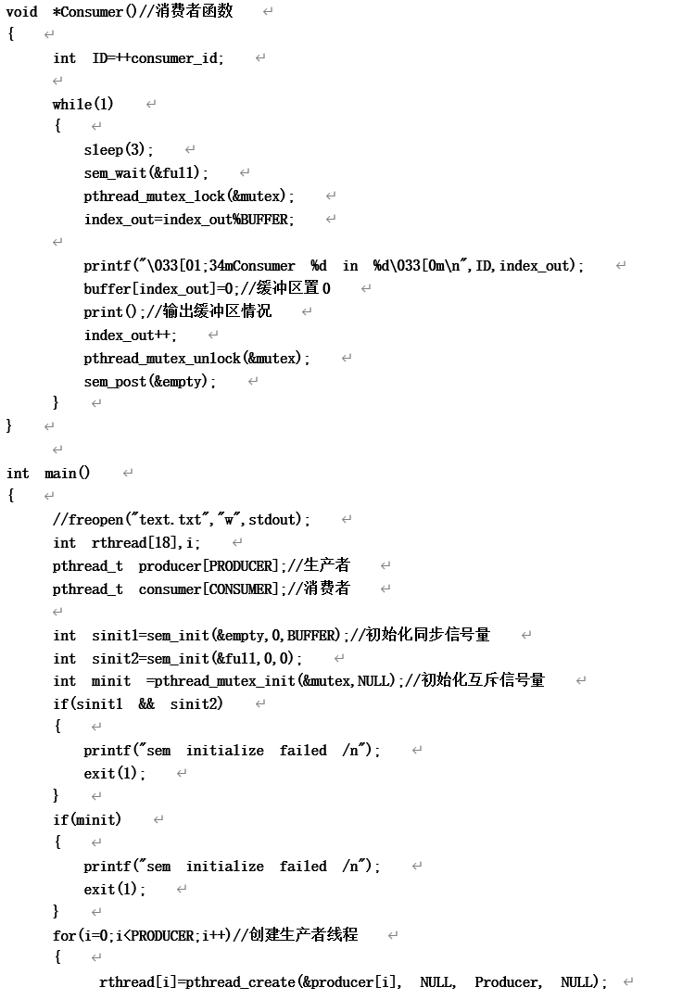 void *Consumer()//消费者函数
{
int ID=++consumer_id;
while(1)
{
sleep(3);
sem_wait(&full);
pthread_mutex_lock(&mutex);
index_out=index_out%BUFFER;
printf("\033[01;34mConsumer %d in %d\033[0m\n",ID,index_out);
buffer[index_out]=0;//缓冲区置0
print();//输出缓冲区情况
index_out++;
pthread_mutex_unlock(&mutex);
sem_post(&empty);
}
}
int main()
{
//freopen("text.txt","w",stdout);
int rthread[18],i;
pthread_t producer[PRODUCER];//生产者
pthread_t consumer[CONSUMER];//消费者
int sinit1=sem_init(&empty,0,BUFFER);//初始化同步信号量
int sinit2=sem_init(&full,0,0);
int minit =pthread_mutex_init(&mutex,NULL);//初始化互斥信号量
if(sinit1 && sinit2)
{
printf("sem initialize failed /n");
exit(1);
}
if(minit)
{
printf("sem initialize failed /n");
exit(1);
}
for(i=0;i<PRODUCER;i++)//创建生产者线程
{
rthread[i]=pthread_create(&producer[i], NULL, Producer, NULL);